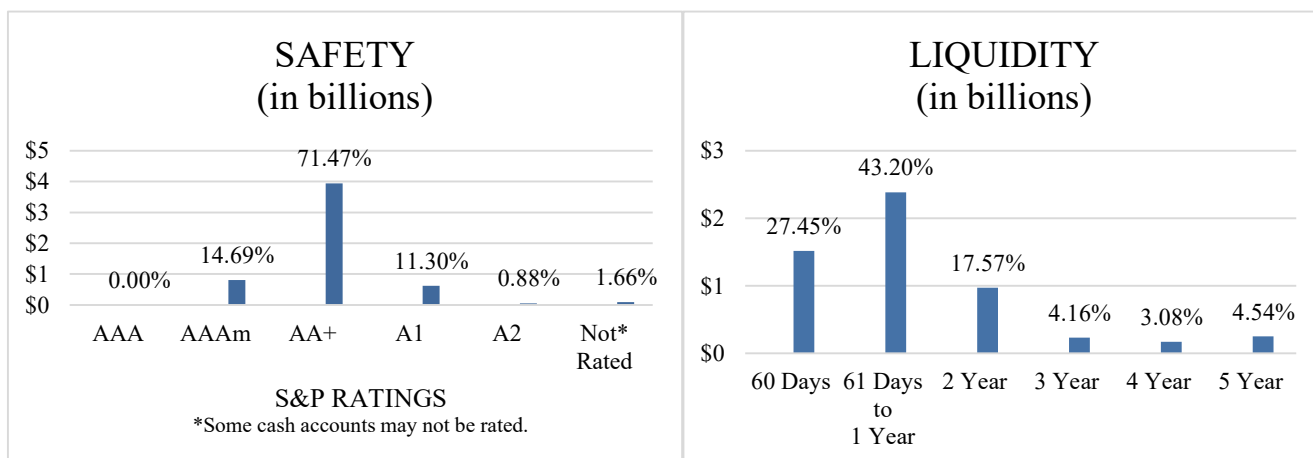 SAFETY
(in billions)
$5
$4
$3
$2
$1
$0
0.00%
14.69%
71.47%
11.30%
0.88%
1.66%
AAA
AAAm
AA+
A1
A2
Not*
Rated
S&P RATINGS
*Some cash accounts may not be rated.
LIQUIDITY
(in billions)
$3
$2
$1
$0
27.45%
43.20%
17.57%
4.16%
3.08%
4.54%
60 Days
61 Days
to
1 Year
2 Year
3 Year
4 Year
5 Year